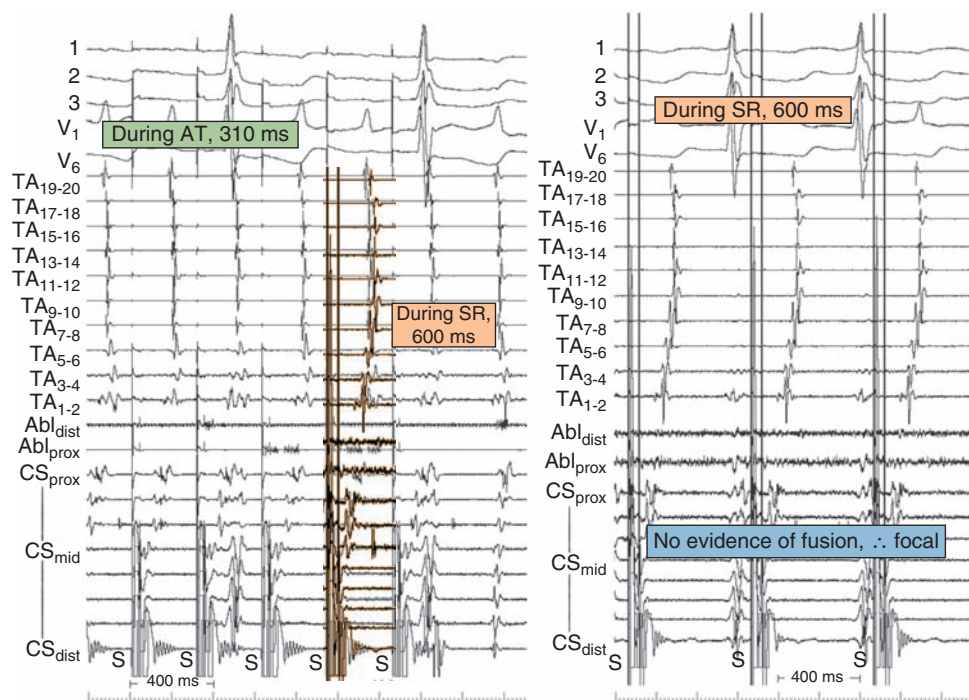 1
2
3
V1
V6
TA19-20
TA17-18
TA15-16
TA13-14
TA11-12
TA9-10
TA7-8
TA5-6
TA3-4
TA1-2
Abldist
Ablprox
CSprox
CSmid
CSdist
During AT, 310 ms
During SR,
600 ms
S S S S S
400 ms
1
2
3
V1
V6
TA19-20
TA17-18
TA15-16
TA13-14
TA11-12
TA9-10
TA7-8
TA5-6
TA3-4
TA1-2
Abldist
Ablprox
CSprox
CSmid
CSdist
During SR, 600 ms
No evidence of fusion, ∴ focal
S S S
400 ms